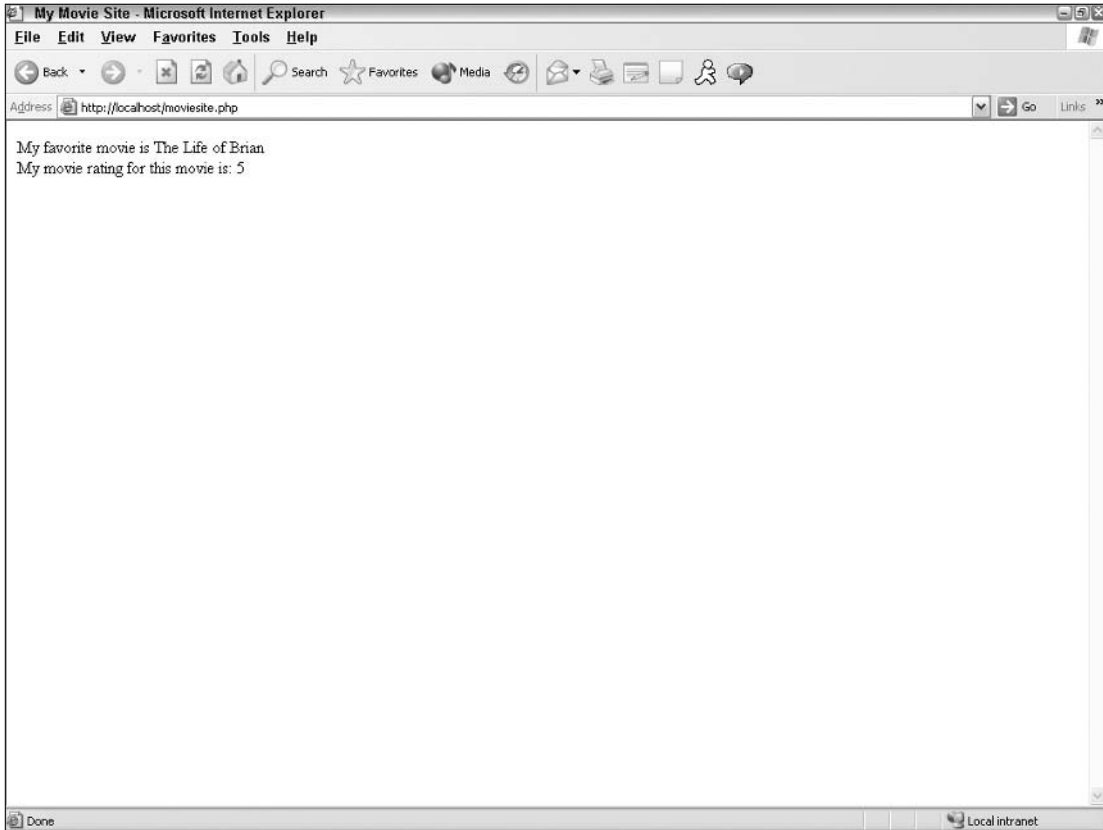 My Movie Site - Microsoft Internet Explorer
File Edit View Favorites Tools Help
Back Search Favorites Media
Address http://localhost/moviesite.php Go Links »
My favorite movie is The Life of Brian
My movie rating for this movie is: 5
Done Local intranet